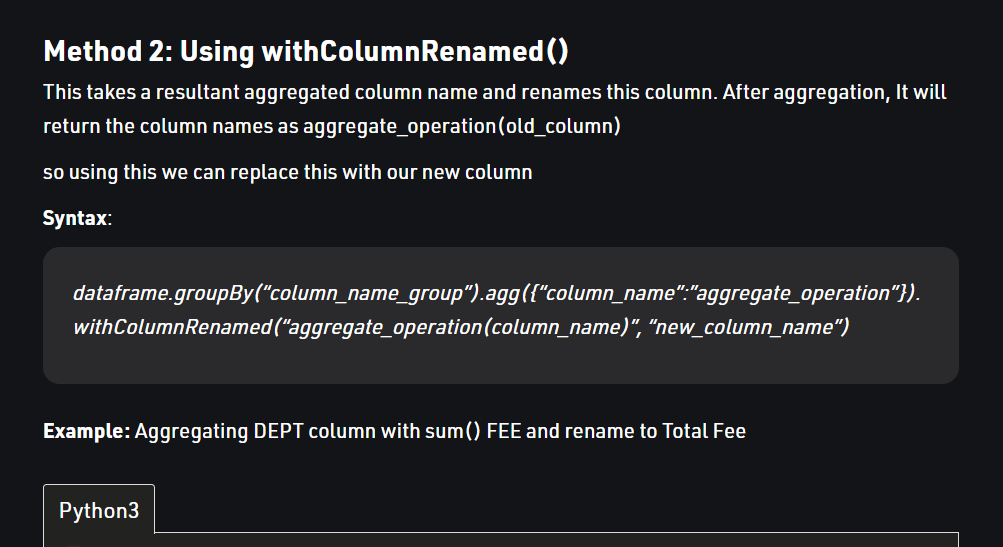 Method 2: Using withColumnRenamed()
This takes a resultant aggregated column name and renames this column. After aggregation, It will
return the column names as aggregate_operation(old_column)
so using this we can replace this with our new column
Syntax:
dataframe.groupBy(“column_name_group”).agg({“column_name”:”aggregate_operation”}).
withColumnRenamed(“aggregate_operation(column_name)”, “new_column_name”)
Example: Aggregating DEPT column with sum() FEE and rename to Total Fee
Python3